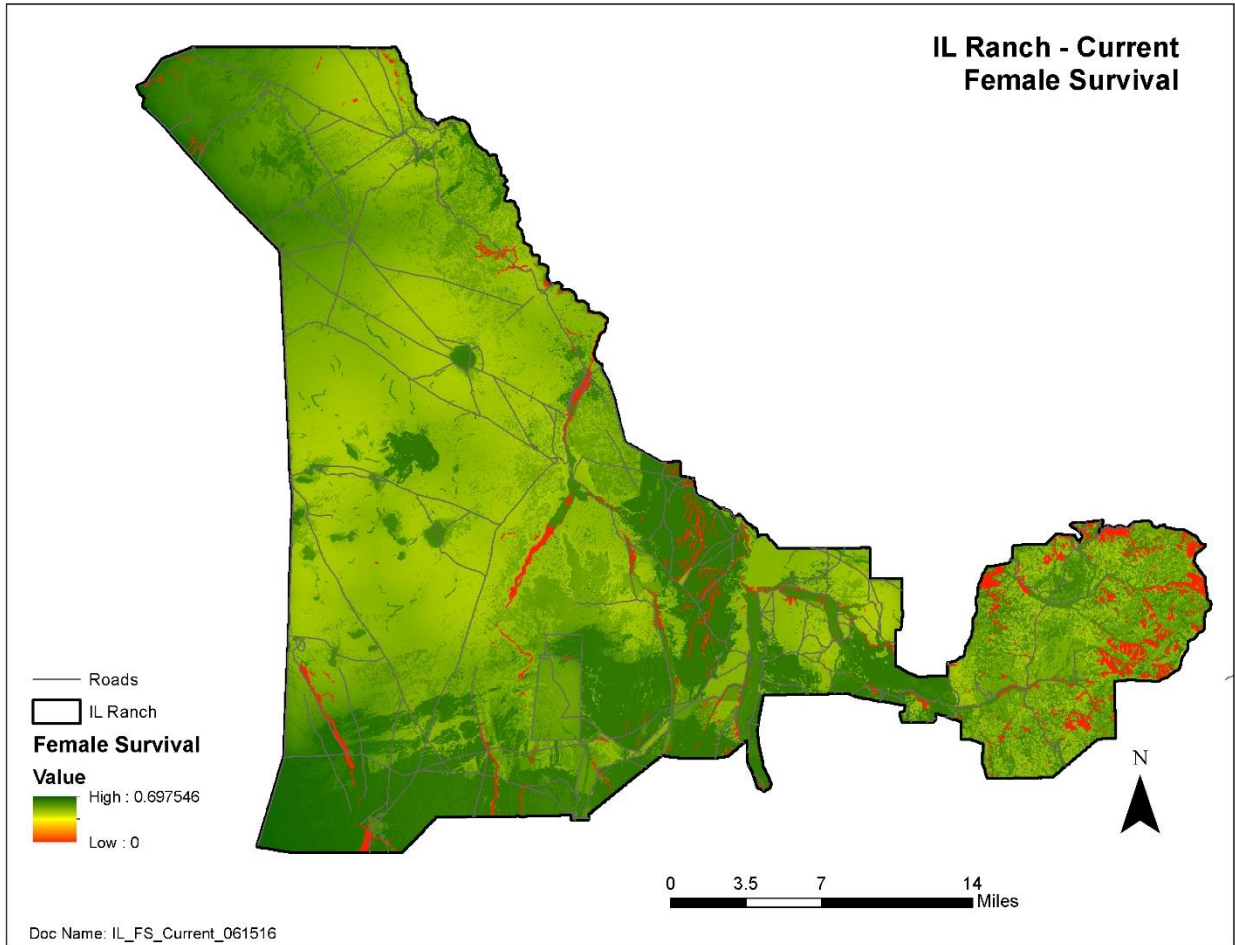 IL Ranch - Current
Female Survival
Roads
IL Ranch
Female Survival
Value
High : 0.697546
Low : 0
N
0 3.5 7 14
Miles
Doc Name: IL_FS_Current_061516